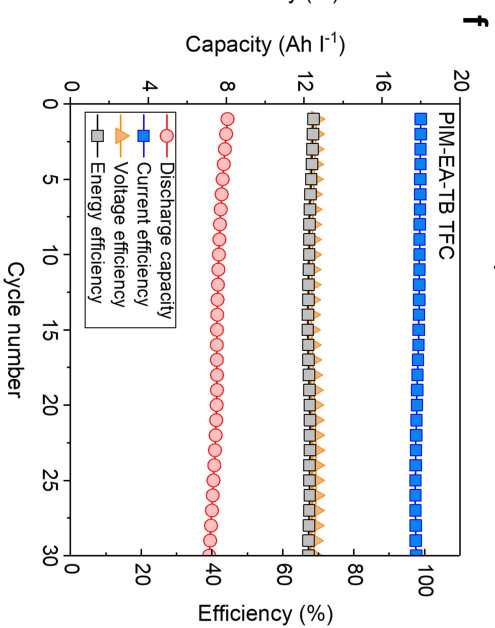 f
Capacity (Ah l⁻¹)
0 4 8 12 16 20
PIM-EA-TB TFC
Discharge capacity
Current efficiency
Voltage efficiency
Energy efficiency
0 5 10 15 20 25 30
Cycle number
0 20 40 60 80 100
Efficiency (%)